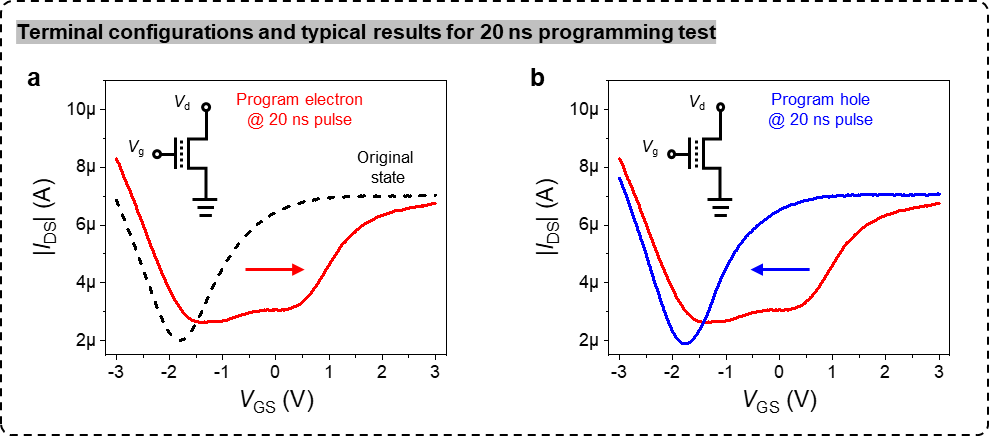 Terminal configurations and typical results for 20 ns programming test
a
10µ
8µ
6µ
4µ
2µ
|IDS| (A)
Vd
Vg
Program electron
@ 20 ns pulse
Original
state
-3 -2 -1 0 1 2 3
VGS (V)
b
10µ
8µ
6µ
4µ
2µ
|IDS| (A)
Vd
Vg
Program hole
@ 20 ns pulse
-3 -2 -1 0 1 2 3
VGS (V)